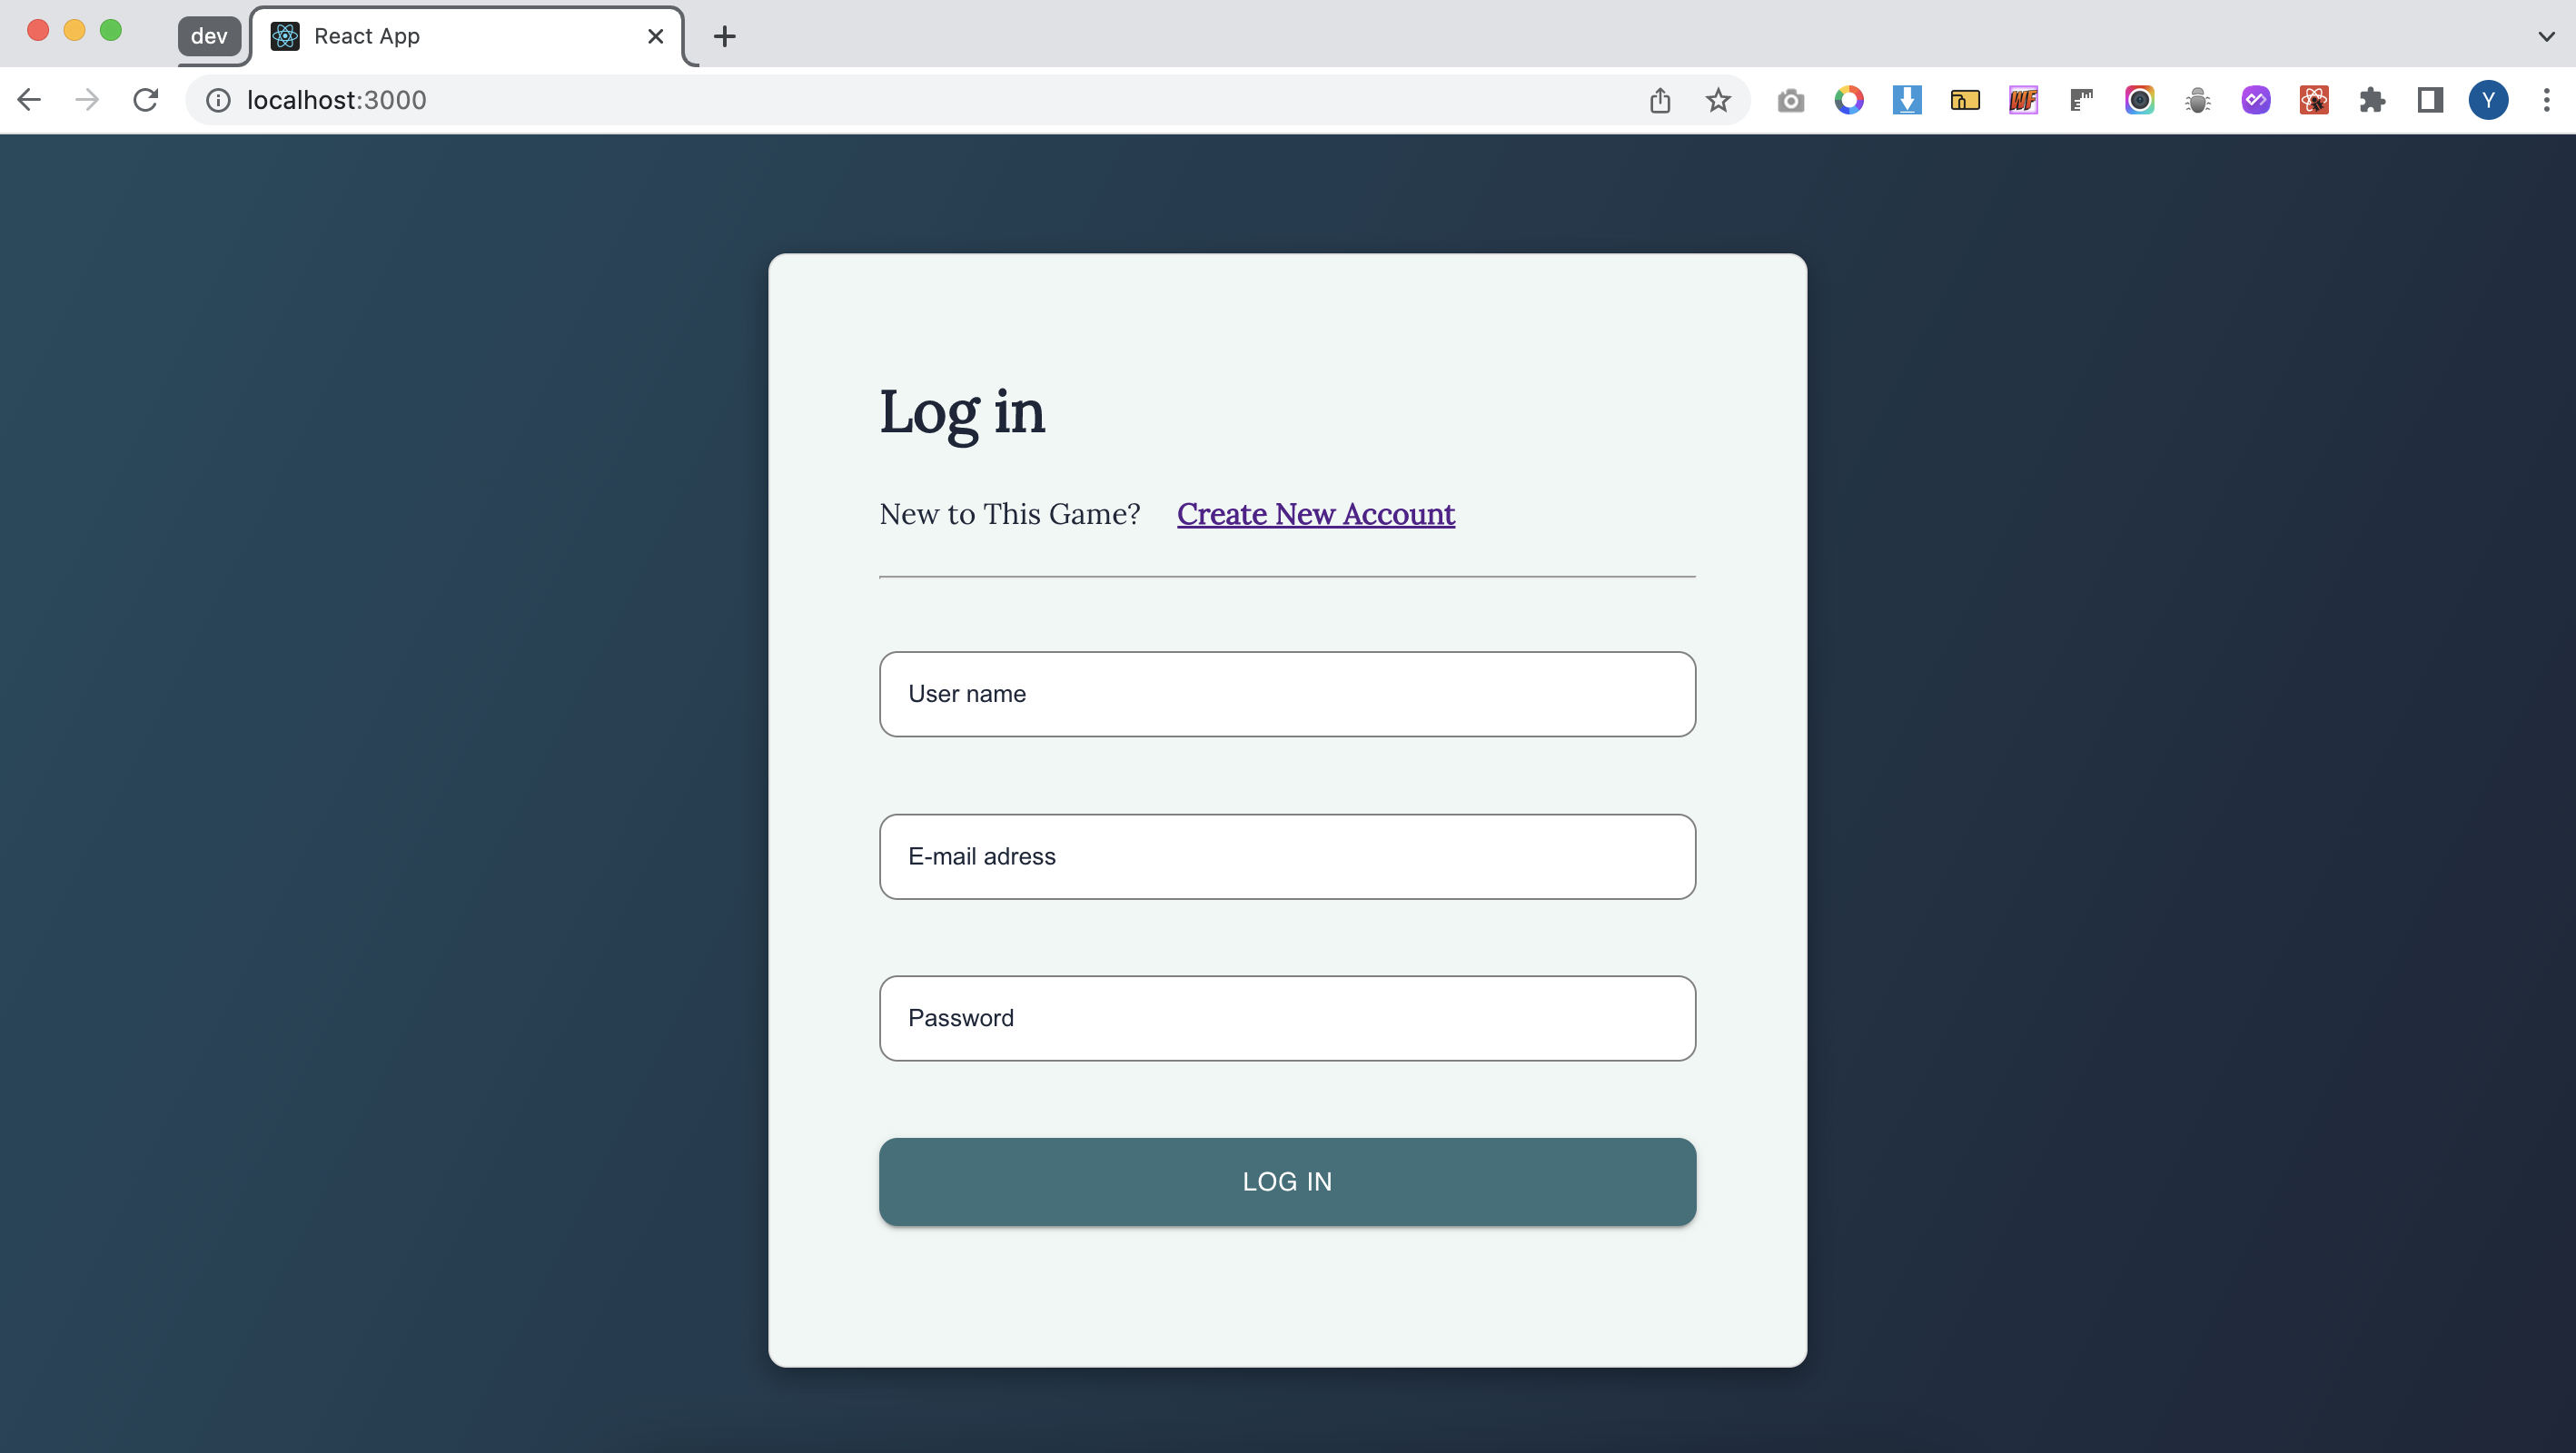 dev
React App
localhost:3000
WF
Y
Log in
New to This Game? Create New Account
User name
E-mail adress
Password
LOG IN